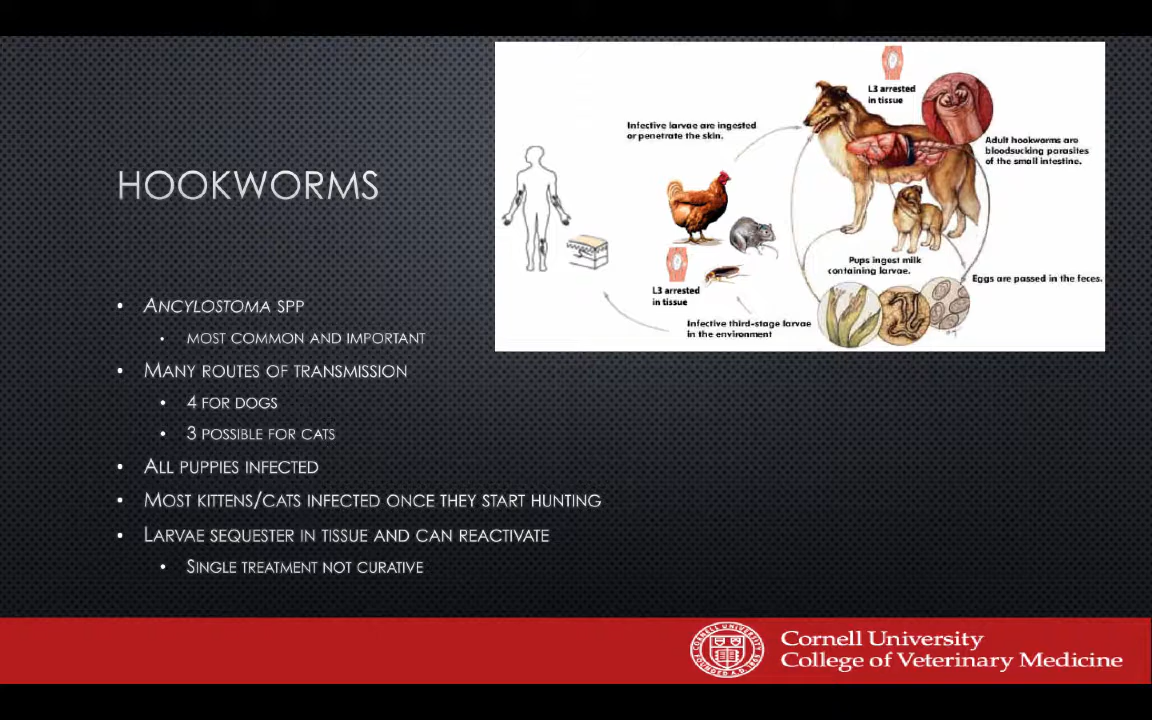 HOOKWORMS
• ANCYLOSTOMA SPP
• MOST COMMON AND IMPORTANT
• MANY ROUTES OF TRANSMISSION
• 4 FOR DOGS
• 3 POSSIBLE FOR CATS
• ALL PUPPIES INFECTED
• MOST KITTENS/CATS INFECTED ONCE THEY START HUNTING
• LARVAE SEQUESTER IN TISSUE AND CAN REACTIVATE
• SINGLE TREATMENT NOT CURATIVE
L3 arrested
in tissue
Infective larvae are ingested
or penetrate the skin.
Adult hookworms are
bloodsucking parasites
of the small intestine.
Pups ingest milk
containing larvae.
Eggs are passed in the feces.
L3 arrested
in tissue
Infective third-stage larvae
in the environment
Cornell University
College of Veterinary Medicine